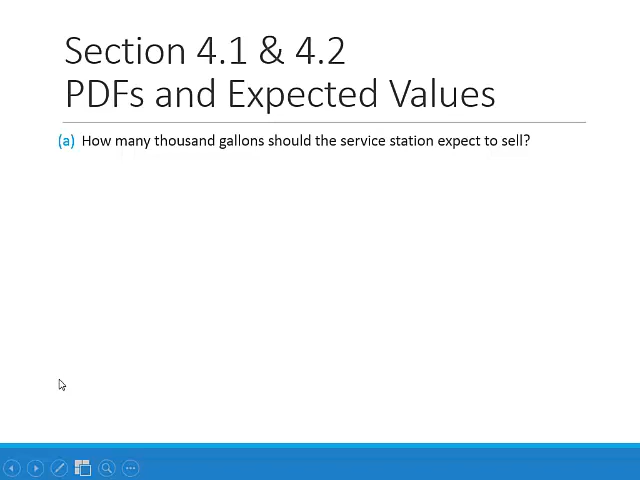 Section 4.1 & 4.2
PDFs and Expected Values
(a) How many thousand gallons should the service station expect to sell?